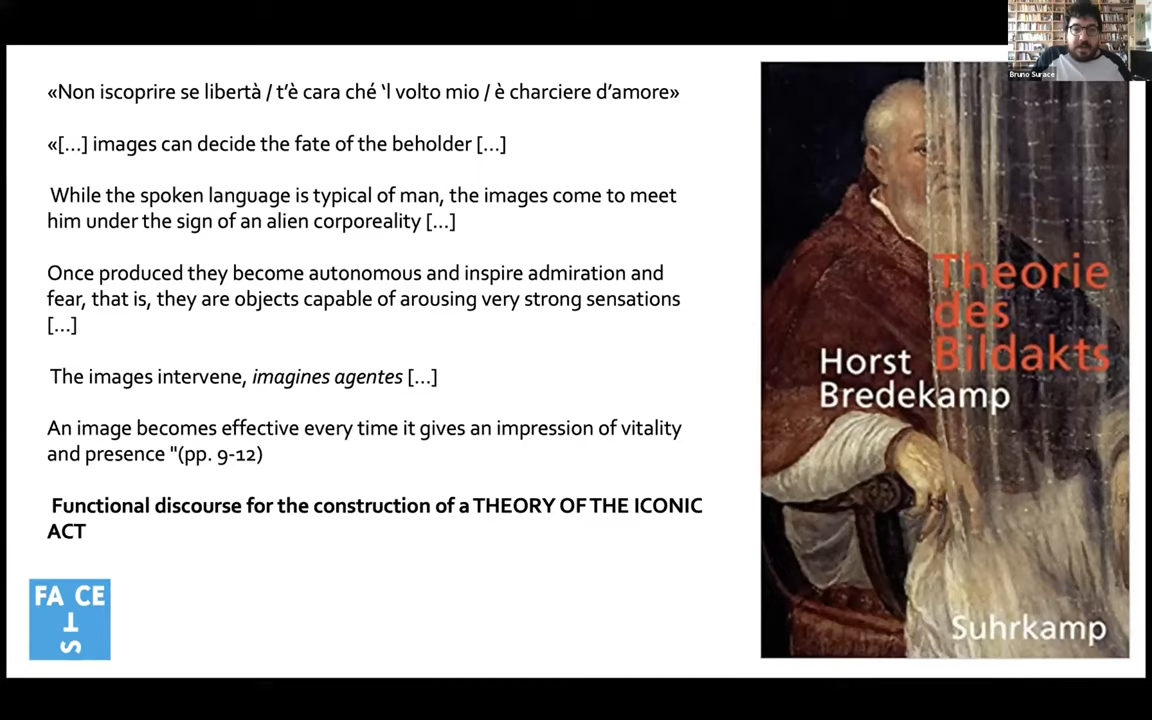 Bruno Surace
«Non iscoprire se libertà / t’è cara ché ‘l volto mio / è charciere d’amore»
«[…] images can decide the fate of the beholder […]
While the spoken language is typical of man, the images come to meet
him under the sign of an alien corporeality […]
Once produced they become autonomous and inspire admiration and
fear, that is, they are objects capable of arousing very strong sensations
[…]
The images intervene, imagines agentes […]
An image becomes effective every time it gives an impression of vitality
and presence "(pp. 9-12)
Functional discourse for the construction of a THEORY OF THE ICONIC
ACT
FA CE
T
S
Theorie
des
Bildakts
Horst
Bredekamp
Suhrkamp